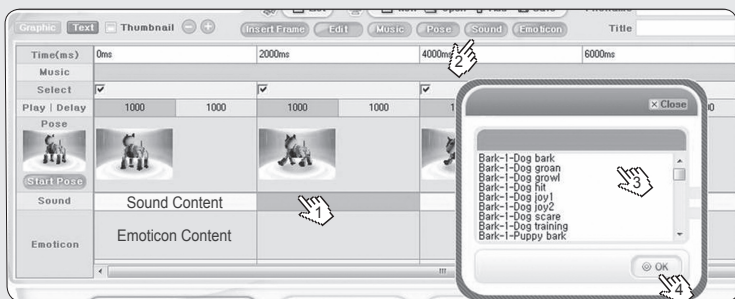 Graphic Text Thumbnail Insert Frame Edit Music Pose Sound Emoticon Title
Time(ms) 0ms 2000ms 4000ms 6000ms
Music
Select
Play | Delay 1000 1000 1000 1000
Pose
Start Pose
Sound Sound Content
Emoticon Emoticon Content
1
2
3
4
× Close
Bark-1-Dog bark
Bark-1-Dog groan
Bark-1-Dog growl
Bark-1-Dog hit
Bark-1-Dog joy1
Bark-1-Dog joy2
Bark-1-Dog scare
Bark-1-Dog training
Bark-1-Puppy bark
OK